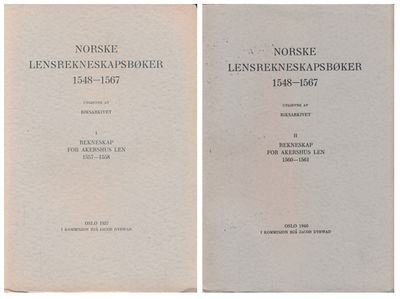 NORSKE
LENSREKNESKAPSBØKER
1548—1567
UTGJEVNE AV
RIKSARKIVET
I
REKNESKAP
FOR AKERSHUS LEN
1557—1558
OSLO 1937
I KOMMISJON HJÅ JACOB DYBWAD
NORSKE
LENSREKNESKAPSBØKER
1548—1567
UTGJEVNE AV
RIKSARKIVET
II
REKNESKAP
FOR AKERSHUS LEN
1560—1561
OSLO 1940
I KOMMISJON HJÅ JACOB DYBWAD